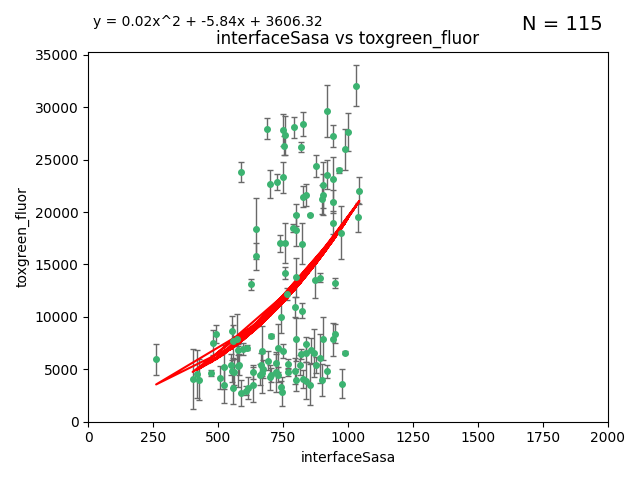 y = 0.02x^2 + -5.84x + 3606.32
N = 115
interfaceSasa vs toxgreen_fluor
toxgreen_fluor
35000
30000
25000
20000
15000
10000
5000
0
0 250 500 750 1000 1250 1500 1750 2000
interfaceSasa